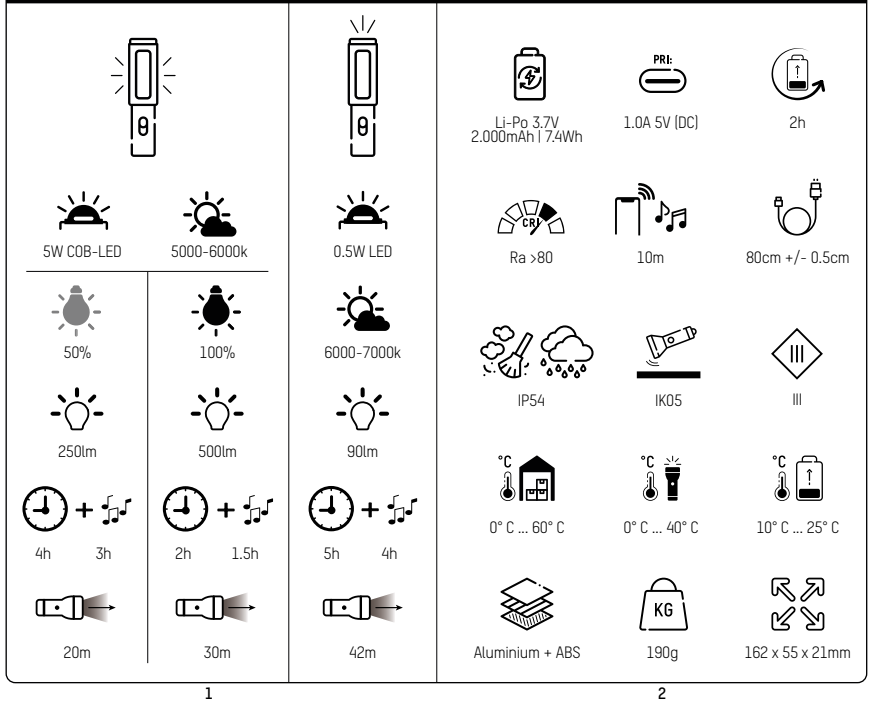 5W COB-LED
5000-6000k
50%
100%
250lm
500lm
4h
3h
2h
1.5h
20m
30m
0.5W LED
6000-7000k
90lm
5h
4h
42m
Li-Po 3.7V
2.000mAh | 7.4Wh
PRI:
1.0A 5V (DC)
2h
CRI
Ra >80
10m
80cm +/- 0.5cm
IP54
IK05
III
III
°C
0° C ... 60° C
°C
0° C ... 40° C
°C
10° C ... 25° C
Aluminium + ABS
KG
190g
162 x 55 x 21mm
1
2